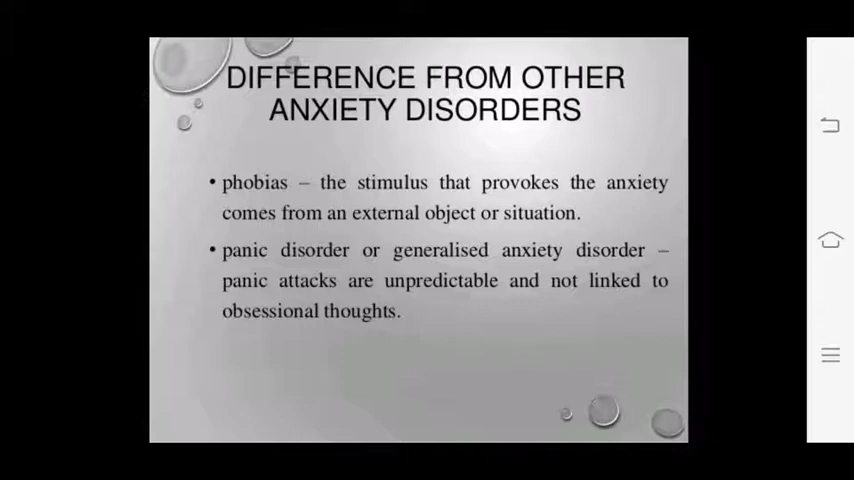 DIFFERENCE FROM OTHER
ANXIETY DISORDERS
• phobias – the stimulus that provokes the anxiety
comes from an external object or situation.
• panic disorder or generalised anxiety disorder –
panic attacks are unpredictable and not linked to
obsessional thoughts.